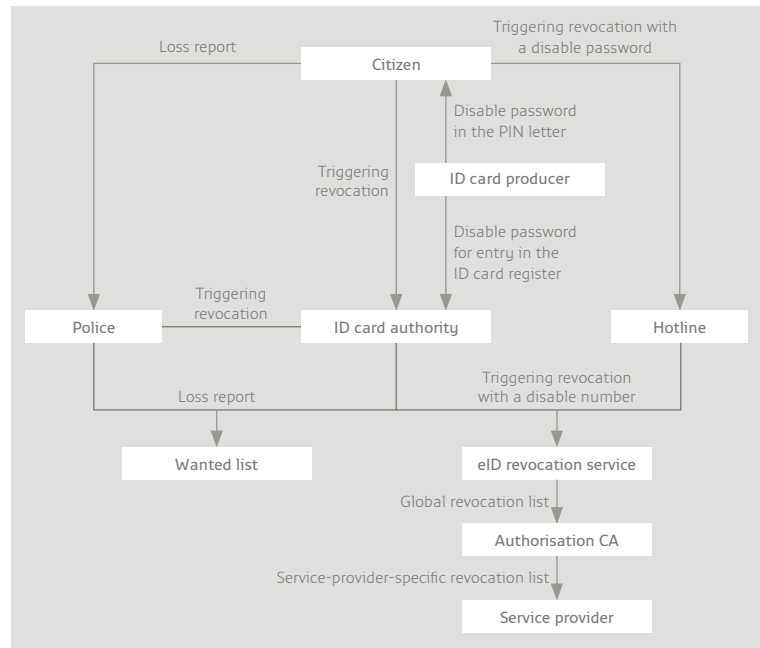 Triggering revocation with
a disable password
Loss report
Citizen
Disable password
in the PIN letter
Triggering
revocation
ID card producer
Disable password
for entry in the
ID card register
Triggering
revocation
Police
ID card authority
Hotline
Loss report
Triggering revocation
with a disable number
Wanted list
eID revocation service
Global revocation list
Authorisation CA
Service-provider-specific revocation list
Service provider